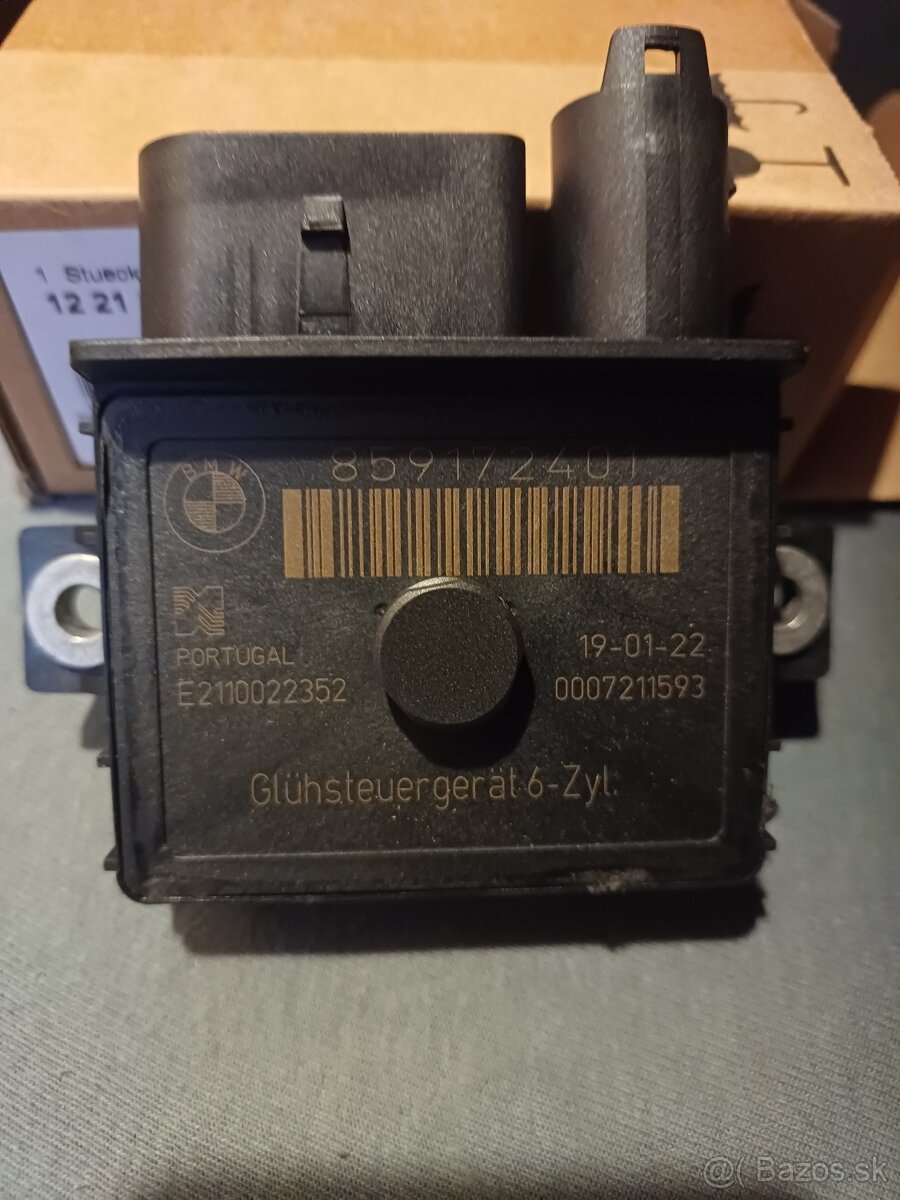 1 Stueck
12 21
BMW
859172401
PORTUGAL
19-01-22
E2110022352
0007211593
Glühsteuergerät 6-Zyl.
@( Bazos.sk